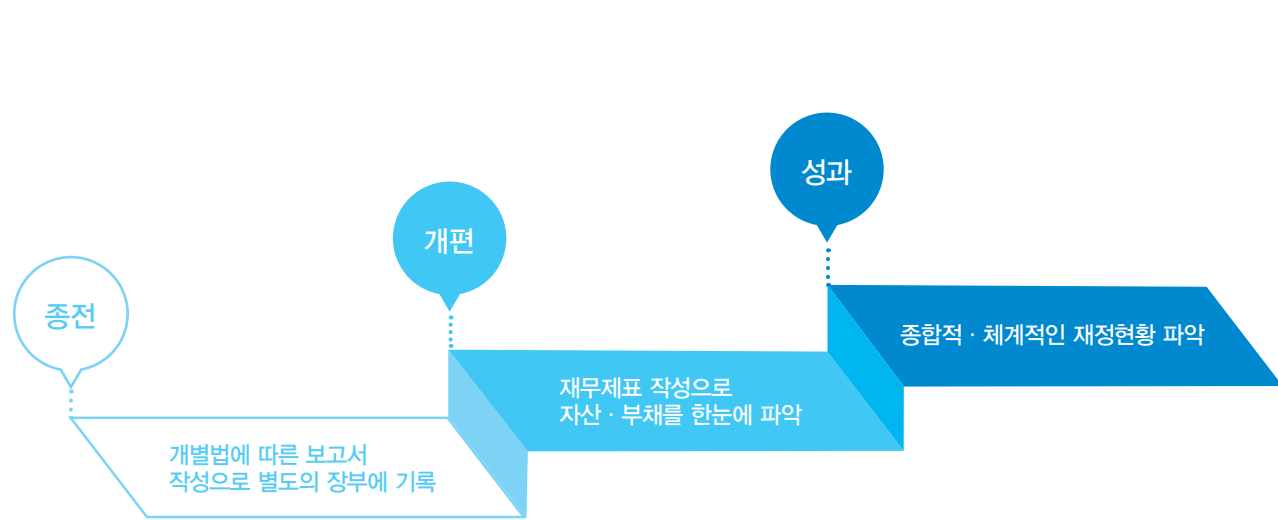 종전
개별법에 따른 보고서
작성으로 별도의 장부에 기록
개편
재무제표 작성으로
자산 · 부채를 한눈에 파악
성과
종합적 · 체계적인 재정현황 파악